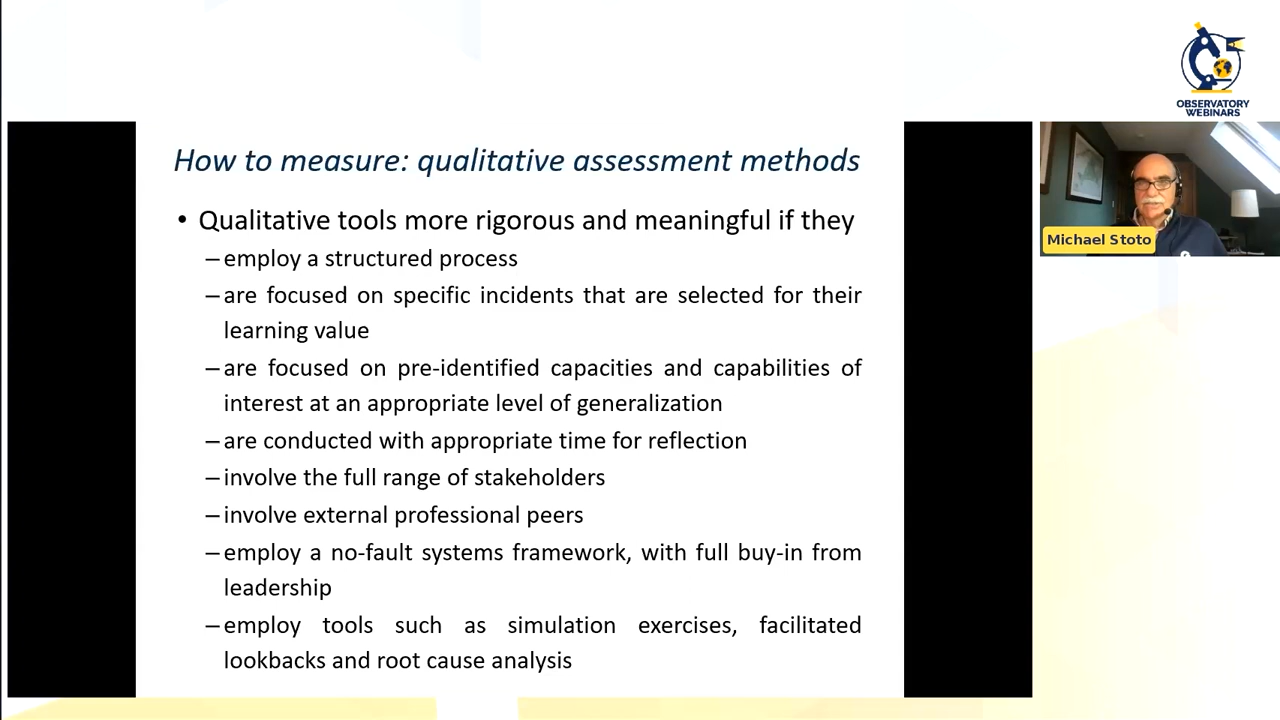 OBSERVATORY
WEBINARS
How to measure: qualitative assessment methods
• Qualitative tools more rigorous and meaningful if they
– employ a structured process
– are focused on specific incidents that are selected for their
learning value
– are focused on pre-identified capacities and capabilities of
interest at an appropriate level of generalization
– are conducted with appropriate time for reflection
– involve the full range of stakeholders
– involve external professional peers
– employ a no-fault systems framework, with full buy-in from
leadership
– employ tools such as simulation exercises, facilitated
lookbacks and root cause analysis
Michael Stoto